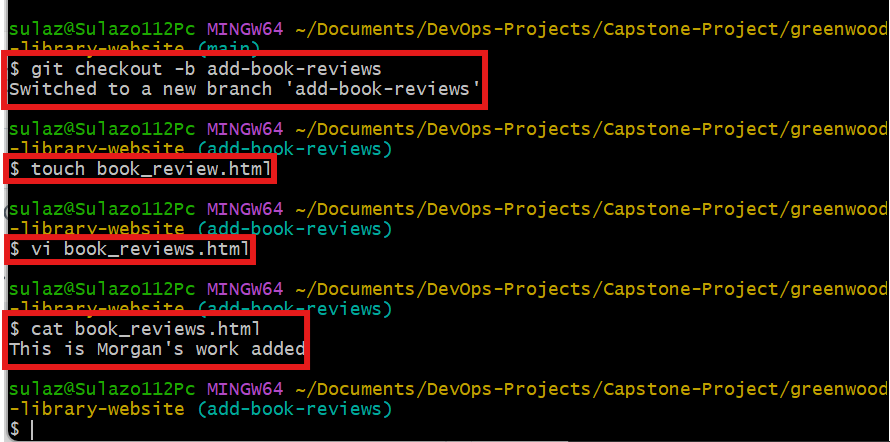 sulaz@Sulazo112Pc MINGW64 ~/Documents/DevOps-Projects/Capstone-Project/greenwood
-library-website (main)
$ git checkout -b add-book-reviews
Switched to a new branch 'add-book-reviews'
sulaz@Sulazo112Pc MINGW64 ~/Documents/DevOps-Projects/Capstone-Project/greenwood
-library-website (add-book-reviews)
$ touch book_review.html
sulaz@Sulazo112Pc MINGW64 ~/Documents/DevOps-Projects/Capstone-Project/greenwood
-library-website (add-book-reviews)
$ vi book_reviews.html
sulaz@Sulazo112Pc MINGW64 ~/Documents/DevOps-Projects/Capstone-Project/greenwood
-library-website (add-book-reviews)
$ cat book_reviews.html
This is Morgan's work added
sulaz@Sulazo112Pc MINGW64 ~/Documents/DevOps-Projects/Capstone-Project/greenwood
-library-website (add-book-reviews)
$